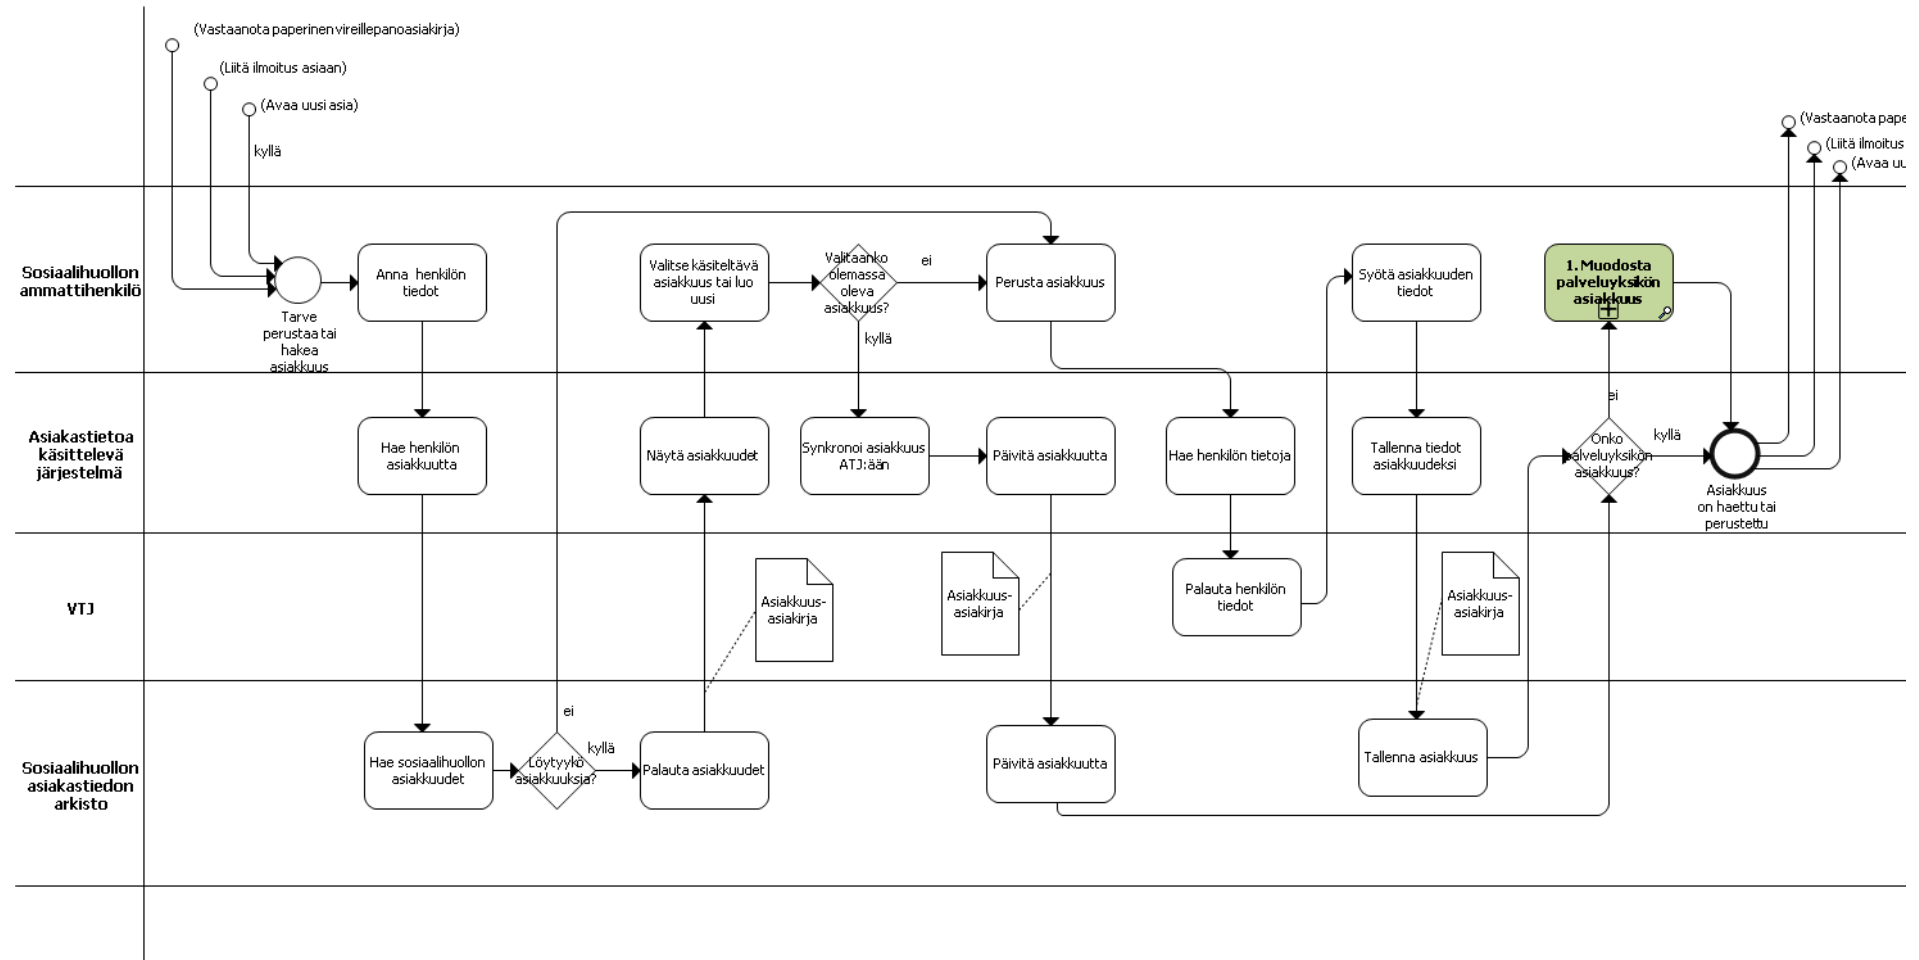 (Vastaanota paperinen vireillepanoasiakirja)
(Liitä ilmoitus asiaan)
(Avaa uusi asia)
kyllä
(Vastaanota pape
(Liitä ilmoitus
(Avaa uu
Sosiaalihuollon
ammattihenkilö
Tarve
perustaa tai
hakea
asiakkuus
Anna henkilön
tiedot
Valitse käsiteltävä
asiakkuus tai luo
uusi
Valitaanko
olemassa
oleva
asiakkuus?
ei
kyllä
Perusta asiakkuus
Syötä asiakkuuden
tiedot
1. Muodosta
palveluyksikön
asiakkuus
Asiakastietoa
käsittelevä
järjestelmä
Hae henkilön
asiakkuutta
Näytä asiakkuudet
Synkronoi asiakkuus
ATJ:ään
Päivitä asiakkuutta
Hae henkilön tietoja
Tallenna tiedot
asiakkuudeksi
ei
Onko
palveluyksikön
asiakkuus?
kyllä
Asiakkuus
on haettu tai
perustettu
VTJ
Asiakkuus-
asiakirja
Asiakkuus-
asiakirja
Palauta henkilön
tiedot
Asiakkuus-
asiakirja
Sosiaalihuollon
asiakastiedon
arkisto
Hae sosiaalihuollon
asiakkuudet
ei
Löytyykö
asiakkuuksia?
kyllä
Palauta asiakkuudet
Päivitä asiakkuutta
Tallenna asiakkuus